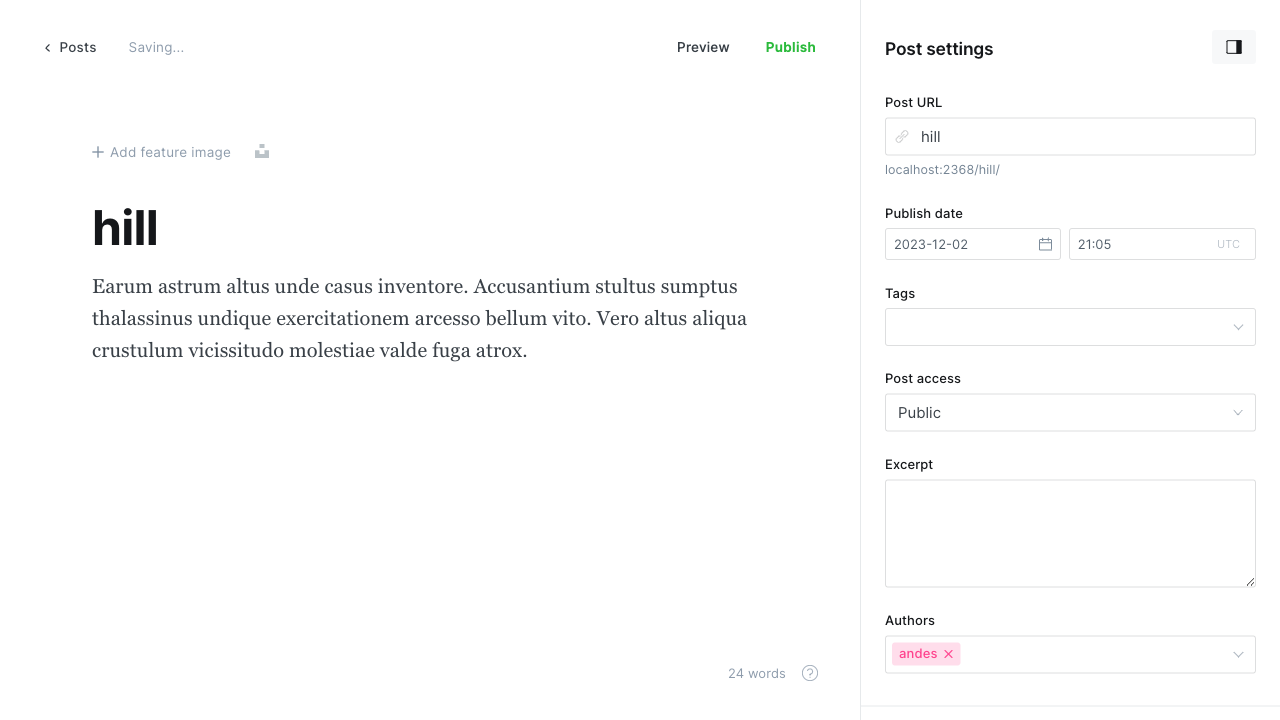 Posts
Saving...
Preview
Publish
Add feature image
hill
Earum astrum altus unde casus inventore. Accusantium stultus sumptus
thalassinus undique exercitationem arcesso bellum vito. Vero altus aliqua
crustulum vicissitudo molestiae valde fuga atrox.
24 words
?
Post settings
Post URL
hill
localhost:2368/hill/
Publish date
2023-12-02
21:05
UTC
Tags
Post access
Public
Excerpt
Authors
andes